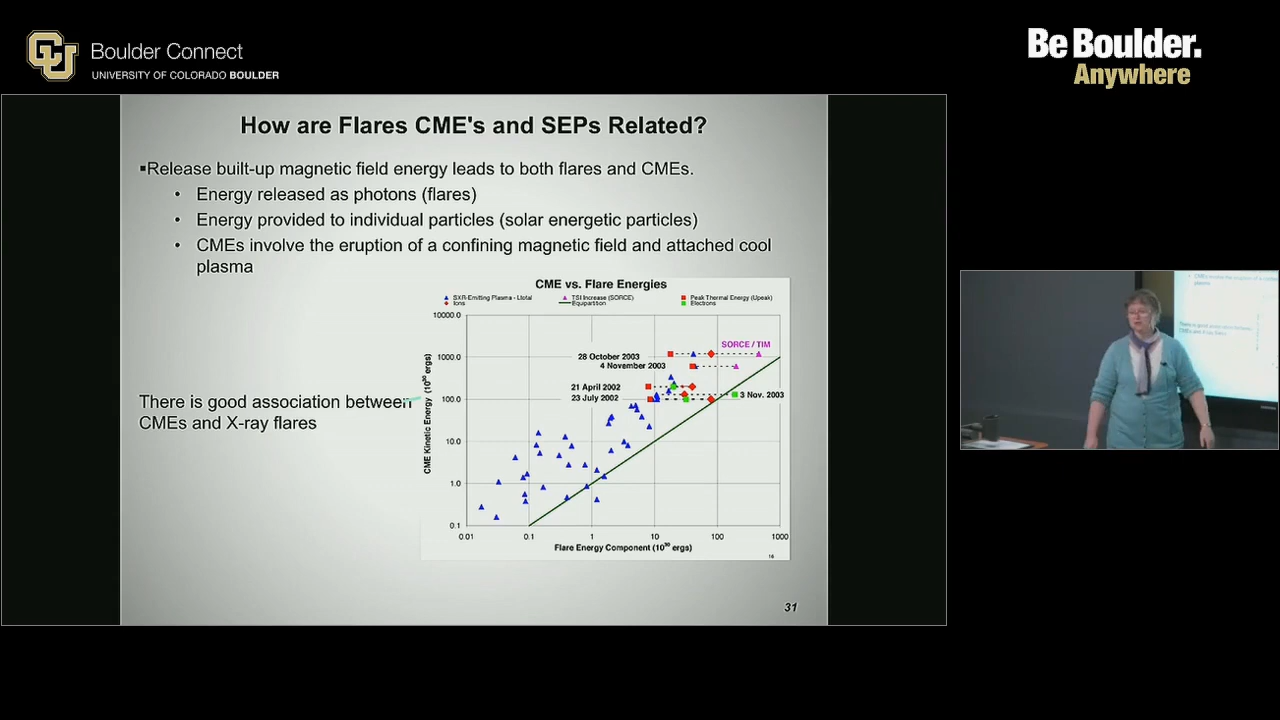 Boulder Connect
UNIVERSITY OF COLORADO BOULDER
Be Boulder.
Anywhere
How are Flares CME's and SEPs Related?
▪Release built-up magnetic field energy leads to both flares and CMEs.
• Energy released as photons (flares)
• Energy provided to individual particles (solar energetic particles)
• CMEs involve the eruption of a confining magnetic field and attached cool
plasma
There is good association between
CMEs and X-ray flares
CME vs. Flare Energies
SXR-Emitting Plasma - Ltotal
TSI Increase (SORCE)
Peak Thermal Energy (Upeak)
Ions
Equipartition
Electrons
CME Kinetic Energy (10³⁰ ergs)
10000.0
1000.0
100.0
10.0
1.0
0.1
SORCE / TIM
28 October 2003
4 November 2003
21 April 2002
23 July 2002
3 Nov. 2003
0.01 0.1 1 10 100 1000
Flare Energy Component (10³⁰ ergs)
16
31